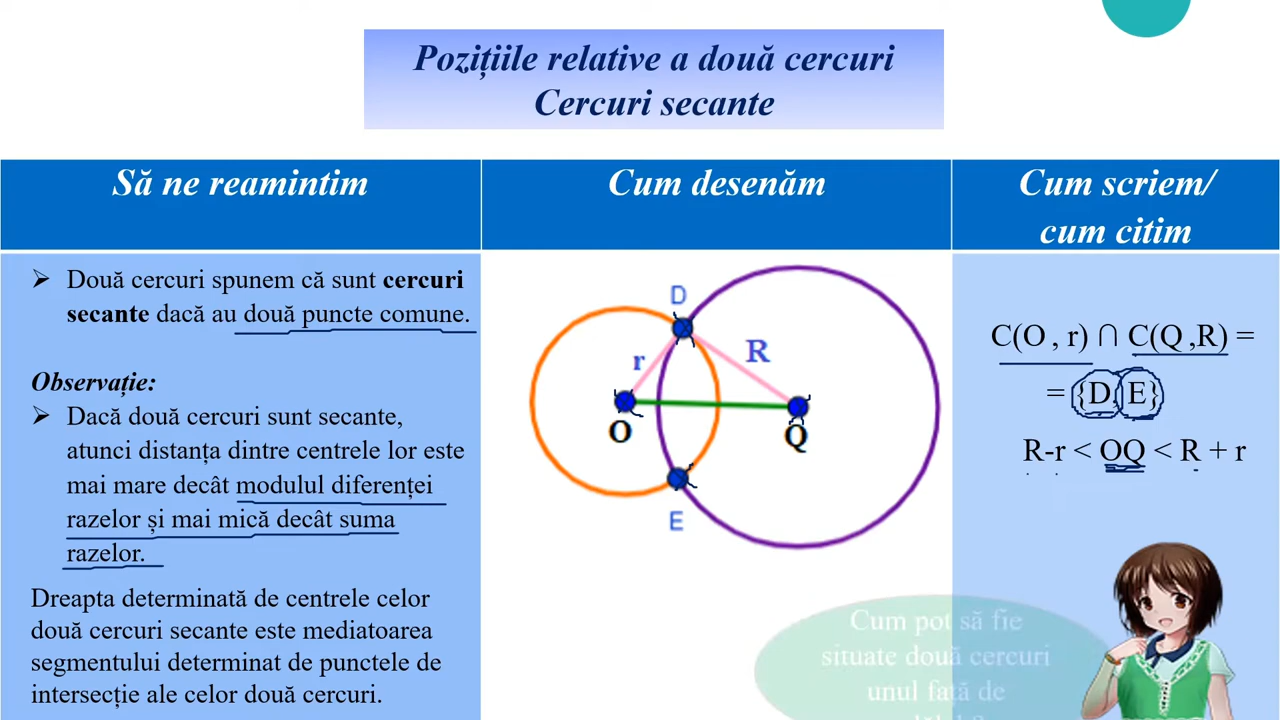 Pozițiile relative a două cercuri
Cercuri secante
Să ne reamintim
Cum desenăm
Cum scriem/
cum citim
➢ Două cercuri spunem că sunt cercuri
secante dacă au două puncte comune.
Observație:
➢ Dacă două cercuri sunt secante,
atunci distanța dintre centrele lor este
mai mare decât modulul diferenței
razelor și mai mică decât suma
razelor.
Dreapta determinată de centrele celor
două cercuri secante este mediatoarea
segmentului determinat de punctele de
intersecție ale celor două cercuri.
D
r
R
O
Q
E
C(O , r) ∩ C(Q ,R) =
= {D, E}
R-r < OQ < R + r
Cum pot să fie
situate două cercuri
unul față de